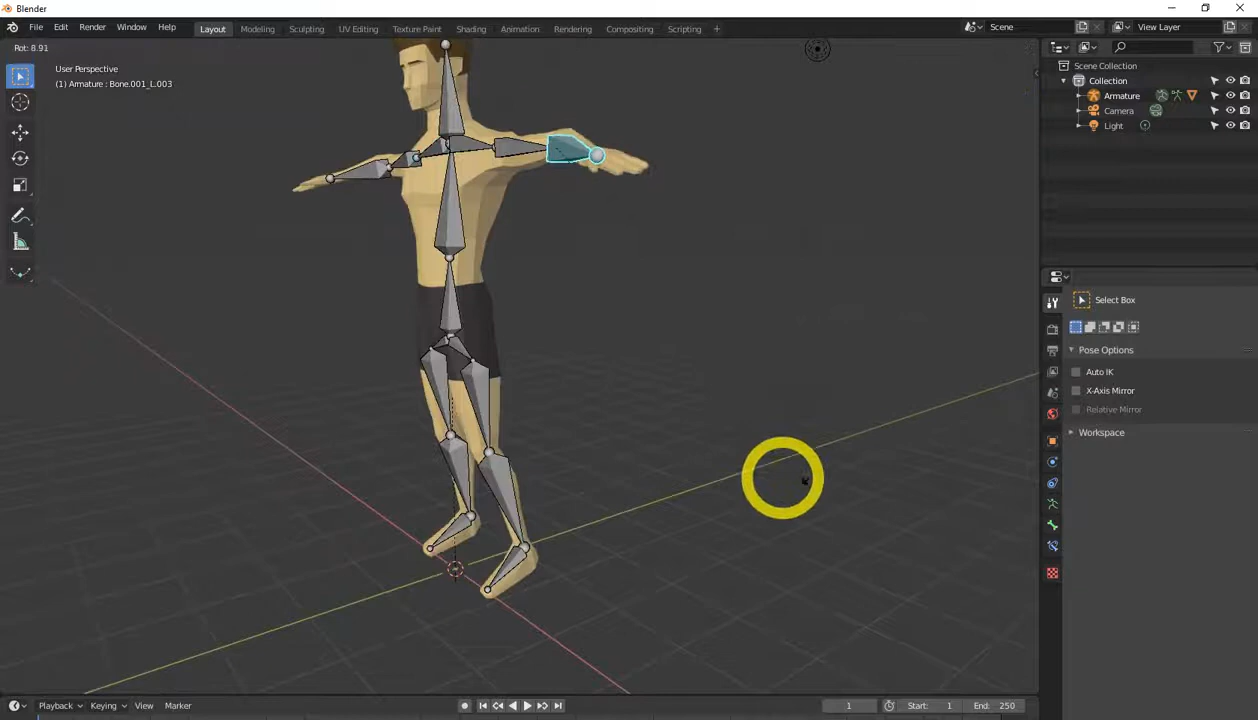 Blender
File Edit Render Window Help
Layout Modeling Sculpting UV Editing Texture Paint Shading Animation Rendering Compositing Scripting +
Scene
View Layer
Rot: 8.91
User Perspective
(1) Armature : Bone.001_L.003
Scene Collection
Collection
Armature
Camera
Light
Select Box
Pose Options
Auto IK
X-Axis Mirror
Relative Mirror
Workspace
Playback Keying View Marker
1
Start: 1
End: 250